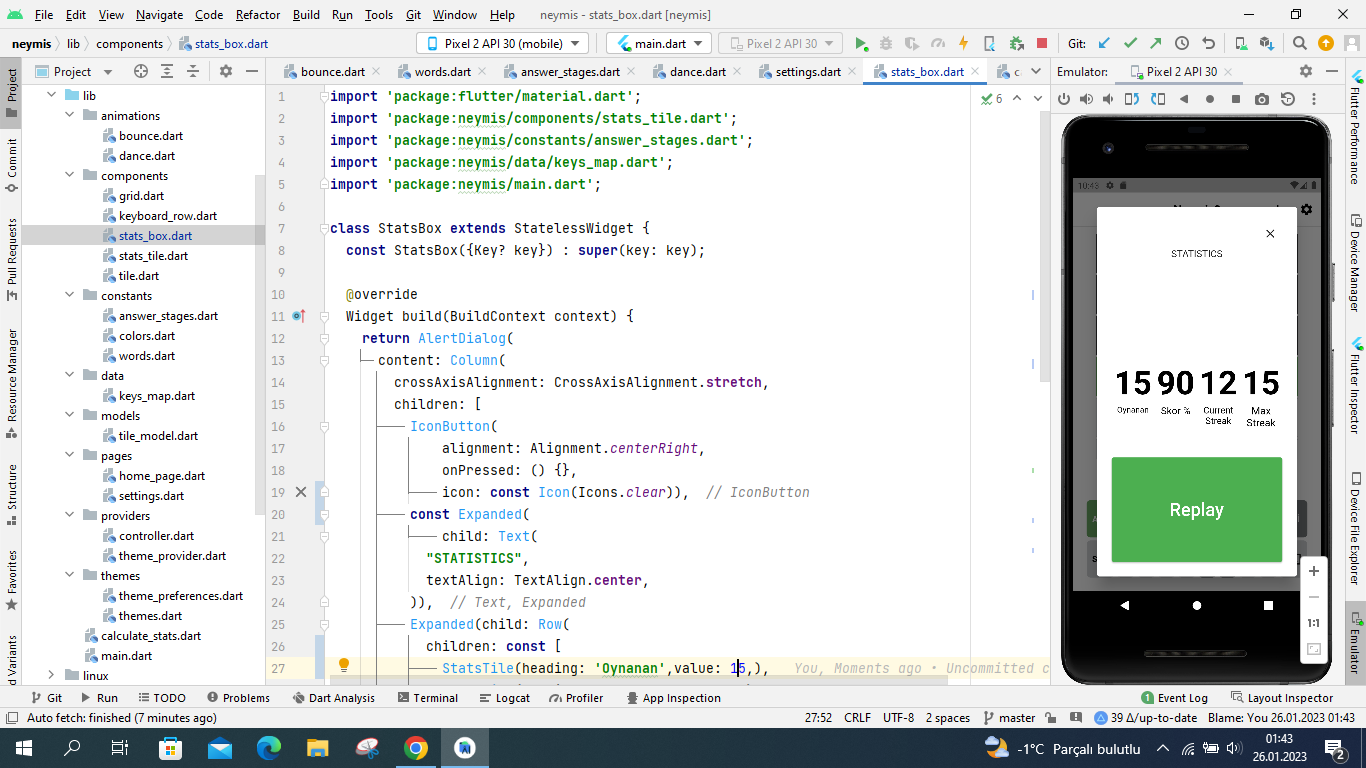 File Edit View Navigate Code Refactor Build Run Tools Git Window Help neymis - stats_box.dart [neymis]
neymis lib components stats_box.dart Pixel 2 API 30 (mobile) main.dart Pixel 2 API 30 Git:
Project bounce.dart words.dart answer_stages.dart dance.dart settings.dart stats_box.dart Emulator: Pixel 2 API 30
Project
Commit
Pull Requests
Resource Manager
Structure
Favorites
lib
animations
bounce.dart
dance.dart
components
grid.dart
keyboard_row.dart
stats_box.dart
stats_tile.dart
tile.dart
constants
answer_stages.dart
colors.dart
words.dart
data
keys_map.dart
models
tile_model.dart
pages
home_page.dart
settings.dart
providers
controller.dart
theme_provider.dart
themes
theme_preferences.dart
themes.dart
calculate_stats.dart
main.dart
linux
6
1 import 'package:flutter/material.dart';
2 import 'package:neymis/components/stats_tile.dart';
3 import 'package:neymis/constants/answer_stages.dart';
4 import 'package:neymis/data/keys_map.dart';
5 import 'package:neymis/main.dart';
6
7 class StatsBox extends StatelessWidget {
8 const StatsBox({Key? key}) : super(key: key);
9
10 @override
11 Widget build(BuildContext context) {
12 return AlertDialog(
13 content: Column(
14 crossAxisAlignment: CrossAxisAlignment.stretch,
15 children: [
16 IconButton(
17 alignment: Alignment.centerRight,
18 onPressed: () {},
19 icon: const Icon(Icons.clear)), // IconButton
20 const Expanded(
21 child: Text(
22 "STATISTICS",
23 textAlign: TextAlign.center,
24 )), // Text, Expanded
25 Expanded(child: Row(
26 children: const [
27 StatsTile(heading: 'Oynanan',value: 15,), You, Moments ago • Uncommitted c
10:43
STATISTICS
15 90 12 15
Oynanan Skor % Current Streak Max Streak
Replay
1:1
Flutter Performance
Device Manager
Flutter Inspector
Device File Explorer
Emulator
Git Run TODO Problems Dart Analysis Terminal Logcat Profiler App Inspection 1 Event Log Layout Inspector
Auto fetch: finished (7 minutes ago) 27:52 CRLF UTF-8 2 spaces master 39 Δ/up-to-date Blame: You 26.01.2023 01:43
-1°C Parçalı bulutlu 01:43
26.01.2023 2